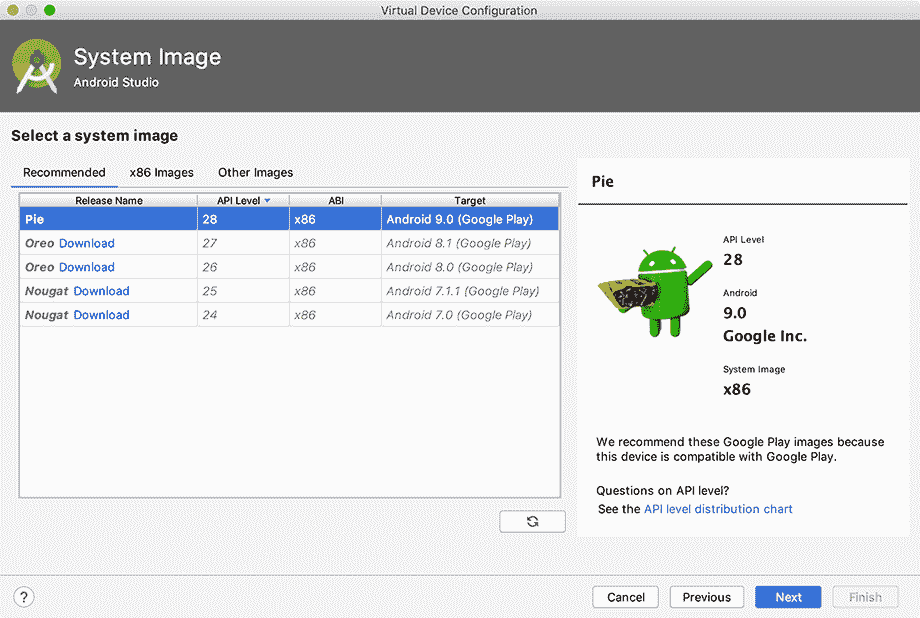 Virtual Device Configuration
System Image
Android Studio
Select a system image
Recommended x86 Images Other Images
Release Name API Level ABI Target
Pie 28 x86 Android 9.0 (Google Play)
Oreo Download 27 x86 Android 8.1 (Google Play)
Oreo Download 26 x86 Android 8.0 (Google Play)
Nougat Download 25 x86 Android 7.1.1 (Google Play)
Nougat Download 24 x86 Android 7.0 (Google Play)
Pie
API Level
28
Android
9.0
Google Inc.
System Image
x86
We recommend these Google Play images because
this device is compatible with Google Play.
Questions on API level?
See the API level distribution chart
? Cancel Previous Next Finish